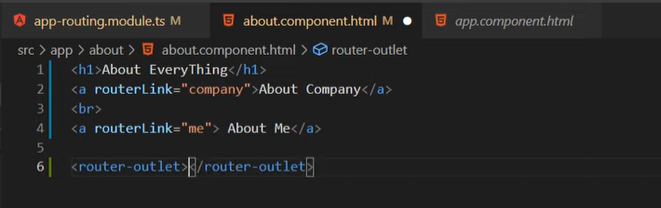 app-routing.module.ts M about.component.html M app.component.html
src > app > about > about.component.html > router-outlet
1 <h1>About EveryThing</h1>
2 <a routerLink="company">About Company</a>
3 <br>
4 <a routerLink="me"> About Me</a>
5
6 <router-outlet></router-outlet>